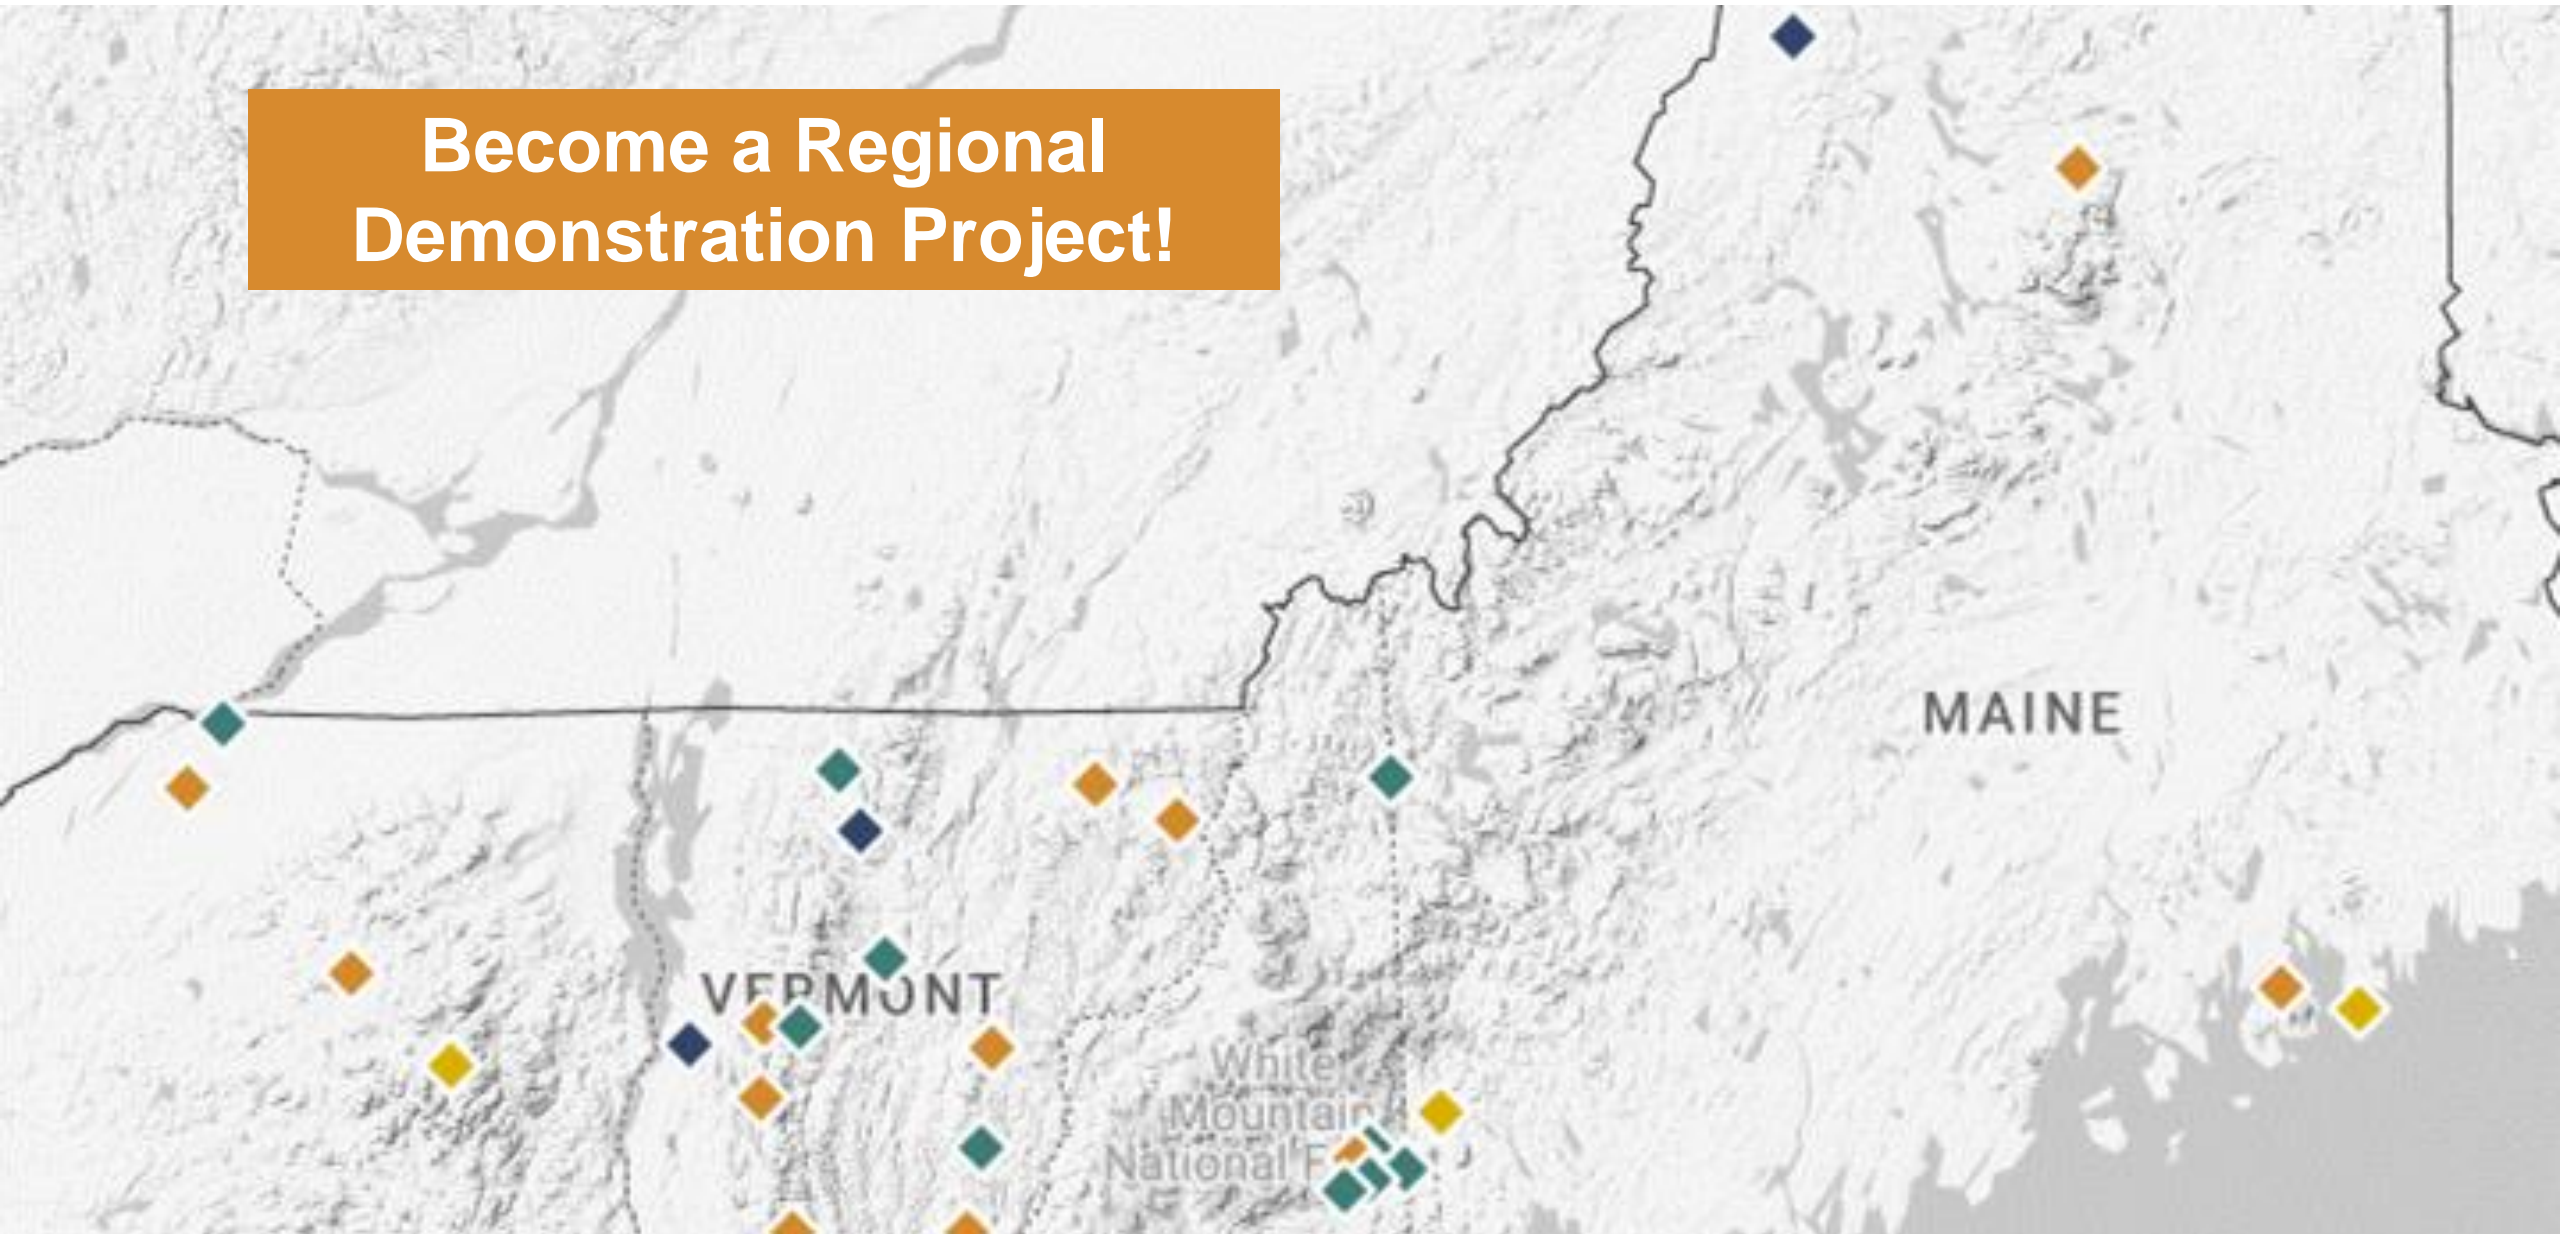 Become a Regional
Demonstration Project!
MAINE
VERMONT
White
Mountain
National F